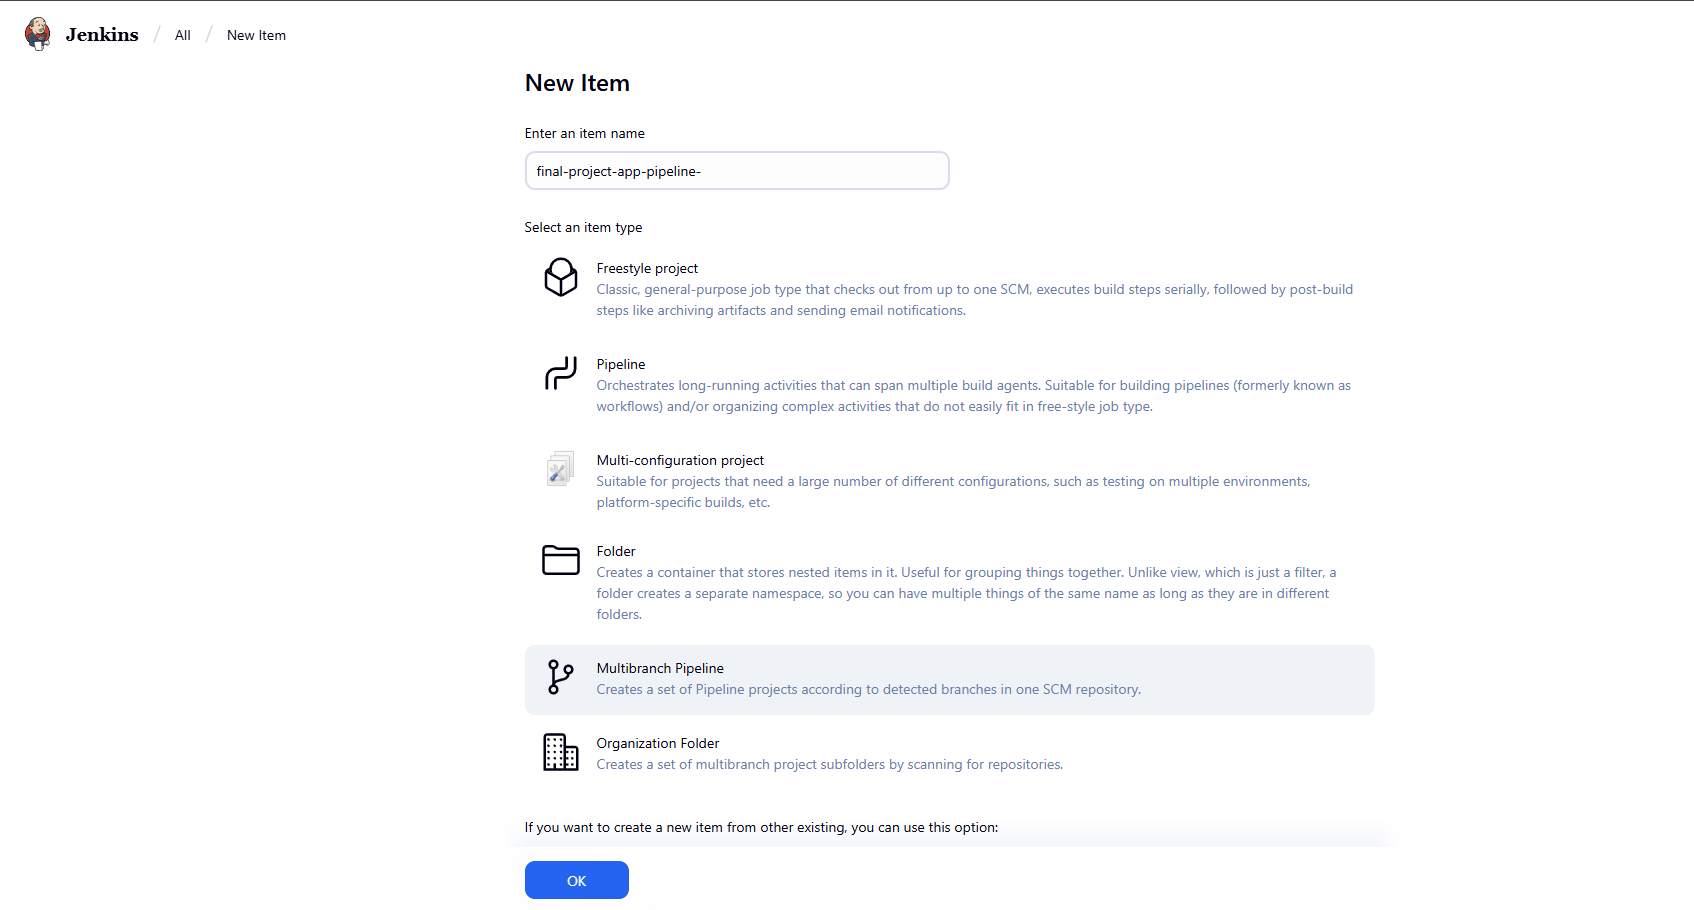 Jenkins / All / New Item
New Item
Enter an item name
final-project-app-pipeline-
Select an item type
Freestyle project
Classic, general-purpose job type that checks out from up to one SCM, executes build steps serially, followed by post-build
steps like archiving artifacts and sending email notifications.
Pipeline
Orchestrates long-running activities that can span multiple build agents. Suitable for building pipelines (formerly known as
workflows) and/or organizing complex activities that do not easily fit in free-style job type.
Multi-configuration project
Suitable for projects that need a large number of different configurations, such as testing on multiple environments,
platform-specific builds, etc.
Folder
Creates a container that stores nested items in it. Useful for grouping things together. Unlike view, which is just a filter, a
folder creates a separate namespace, so you can have multiple things of the same name as long as they are in different
folders.
Multibranch Pipeline
Creates a set of Pipeline projects according to detected branches in one SCM repository.
Organization Folder
Creates a set of multibranch project subfolders by scanning for repositories.
If you want to create a new item from other existing, you can use this option:
OK